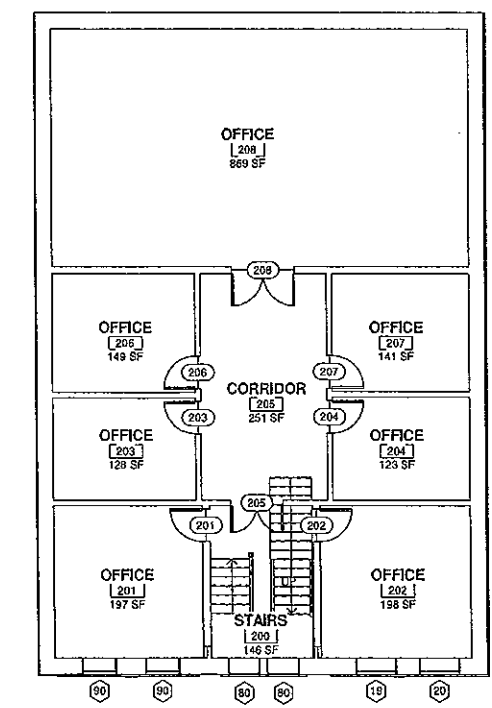 OFFICE
208
869 SF
208
OFFICE
206
149 SF
206
OFFICE
207
141 SF
207
CORRIDOR
205
251 SF
OFFICE
203
128 SF
203
OFFICE
204
123 SF
204
205
201
202
OFFICE
201
197 SF
UP
OFFICE
202
198 SF
STAIRS
200
146 SF
90
90
80
80
19
20